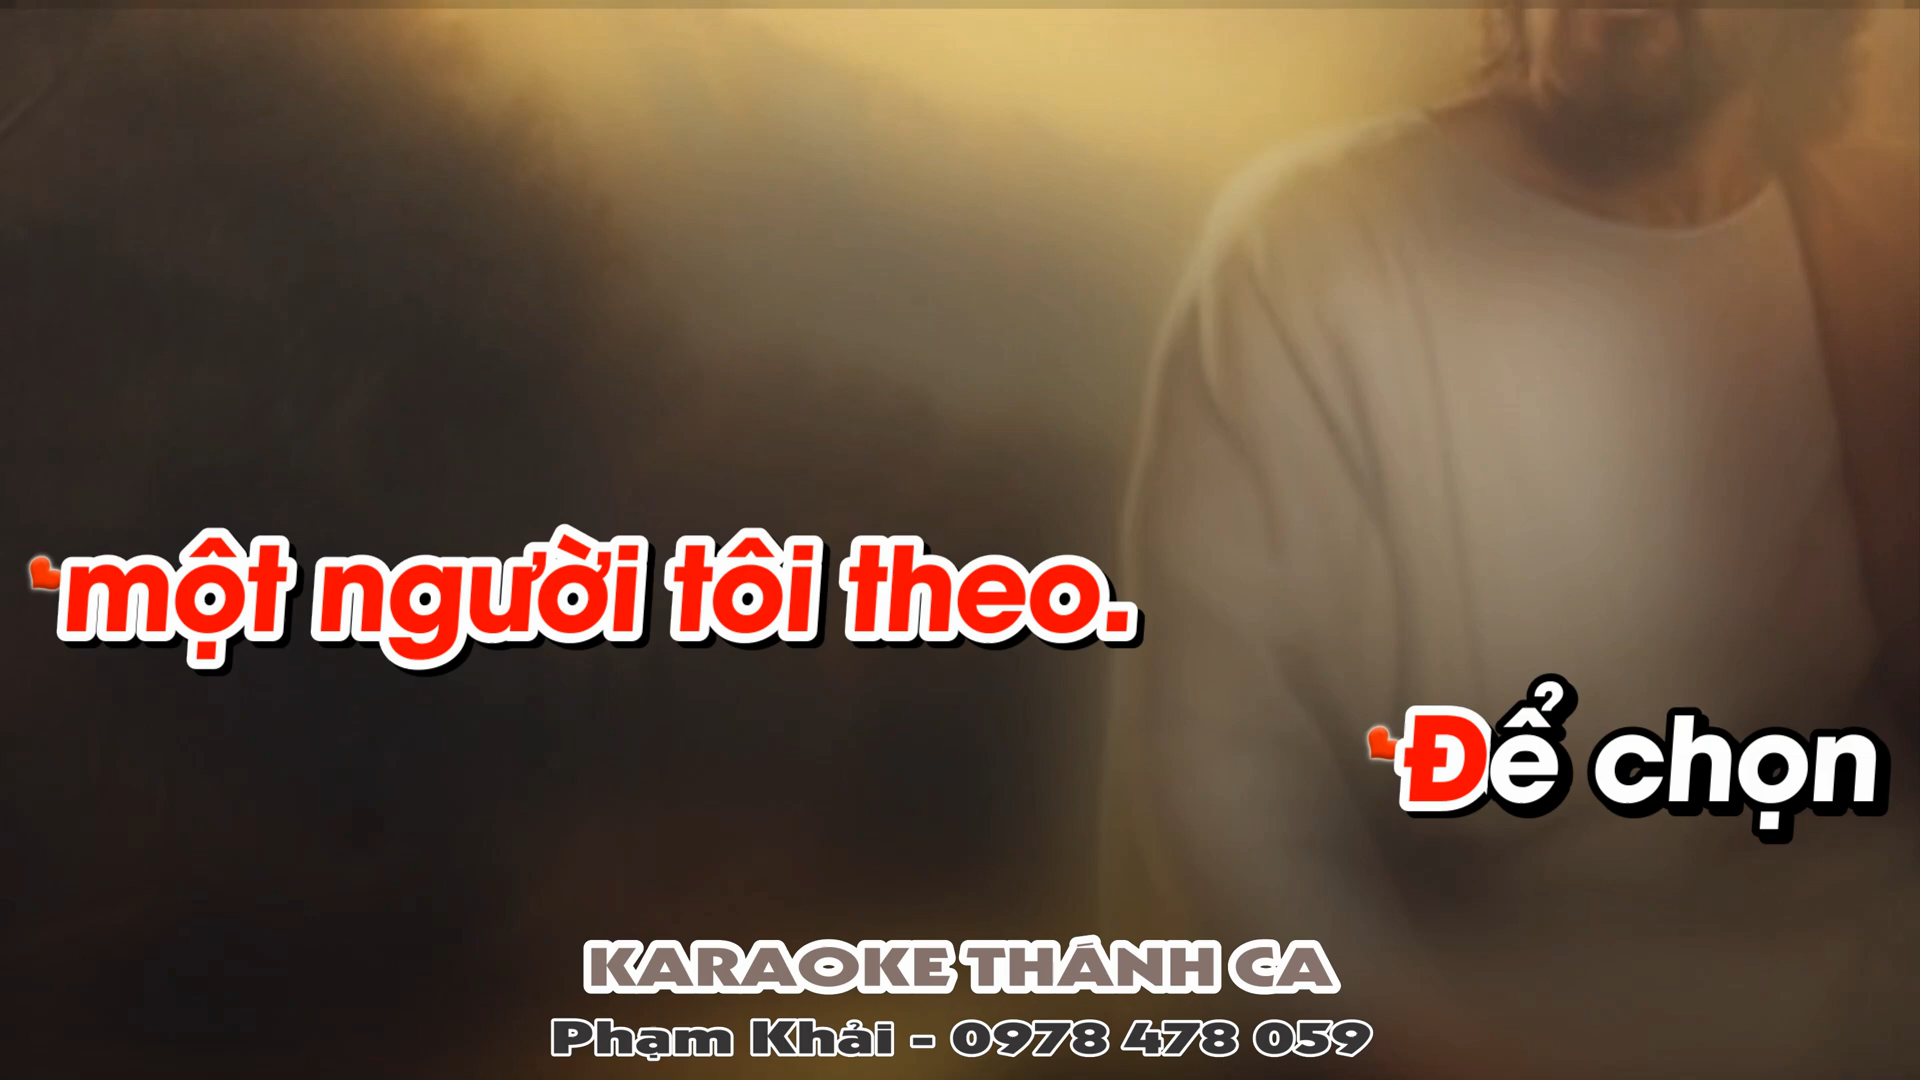 một người tôi theo.
Để chọn
KARAOKE THÁNH CA
Phạm Khải - 0978 478 059